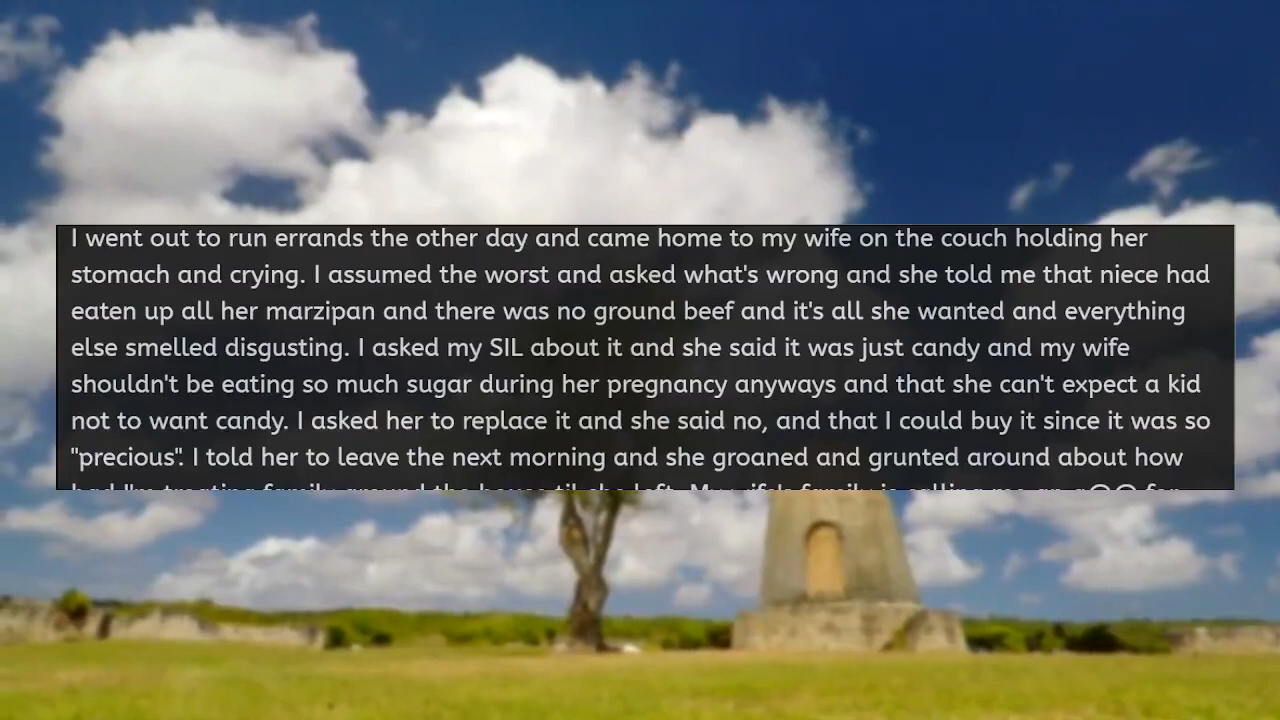 I went out to run errands the other day and came home to my wife on the couch holding her
stomach and crying. I assumed the worst and asked what's wrong and she told me that niece had
eaten up all her marzipan and there was no ground beef and it's all she wanted and everything
else smelled disgusting. I asked my SIL about it and she said it was just candy and my wife
shouldn't be eating so much sugar during her pregnancy anyways and that she can't expect a kid
not to want candy. I asked her to replace it and she said no, and that I could buy it since it was so
"precious". I told her to leave the next morning and she groaned and grunted around about how